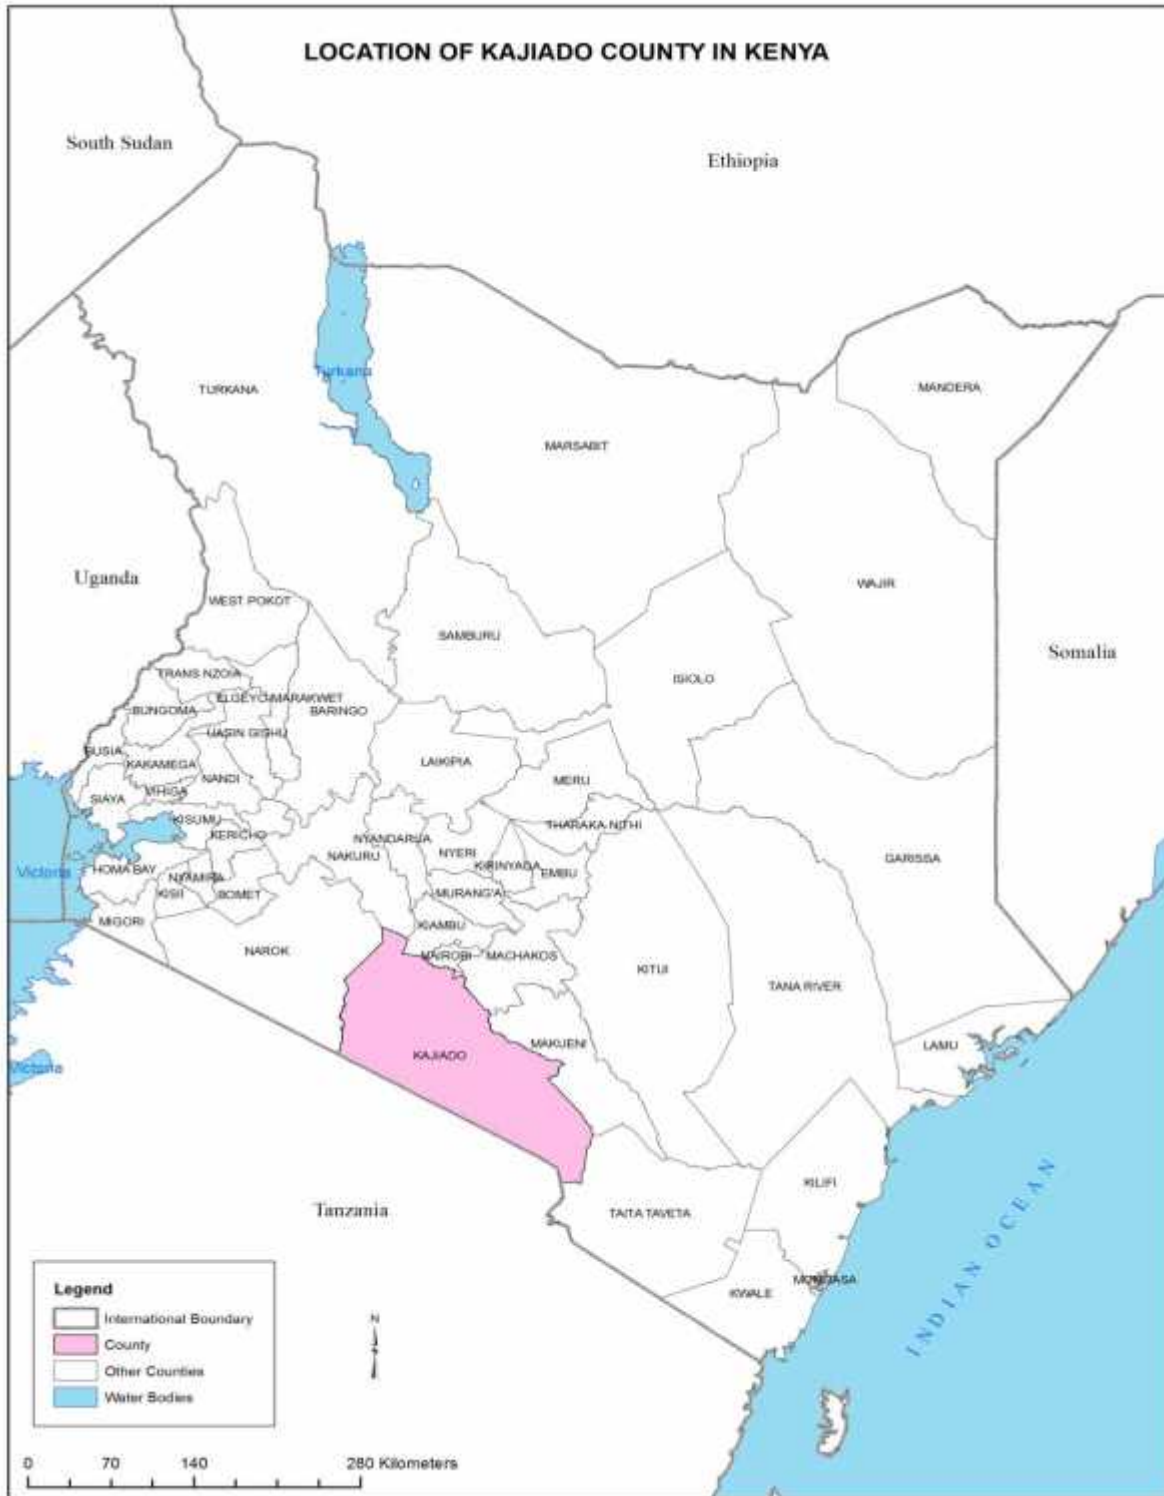 LOCATION OF KAJIADO COUNTY IN KENYA
South Sudan
Ethiopia
Turkana
TURKANA
MANDERA
MARSABIT
Uganda
WAJIR
WEST POKOT
SAMBURU
Somalia
TRANS NZOIA
ISIOLO
ELGEYO-MARAKWET
BUNGOMA
BARINGO
UASIN GISHU
BUSIA
KAKAMEGA
LAIKIPIA
NANDI
MERU
VIHIGA
SIAYA
KISUMU
THARAKA NITHI
KERICHO
NYANDARUA
NYERI
NAKURU
GARISSA
KIRINYAGA
Victoria
HOMA BAY
NYAMIRA
EMBU
KISII
BOMET
MURANG'A
MIGORI
KIAMBU
NAROK
NAIROBI
MACHAKOS
KITUI
TANA RIVER
MAKUENI
LAMU
KAJIADO
Victoria
KILIFI
Tanzania
TAITA TAVETA
INDIAN OCEAN
MOMBASA
KWALE
Legend
International Boundary
County
Other Counties
Water Bodies
N
0 70 140 280 Kilometers